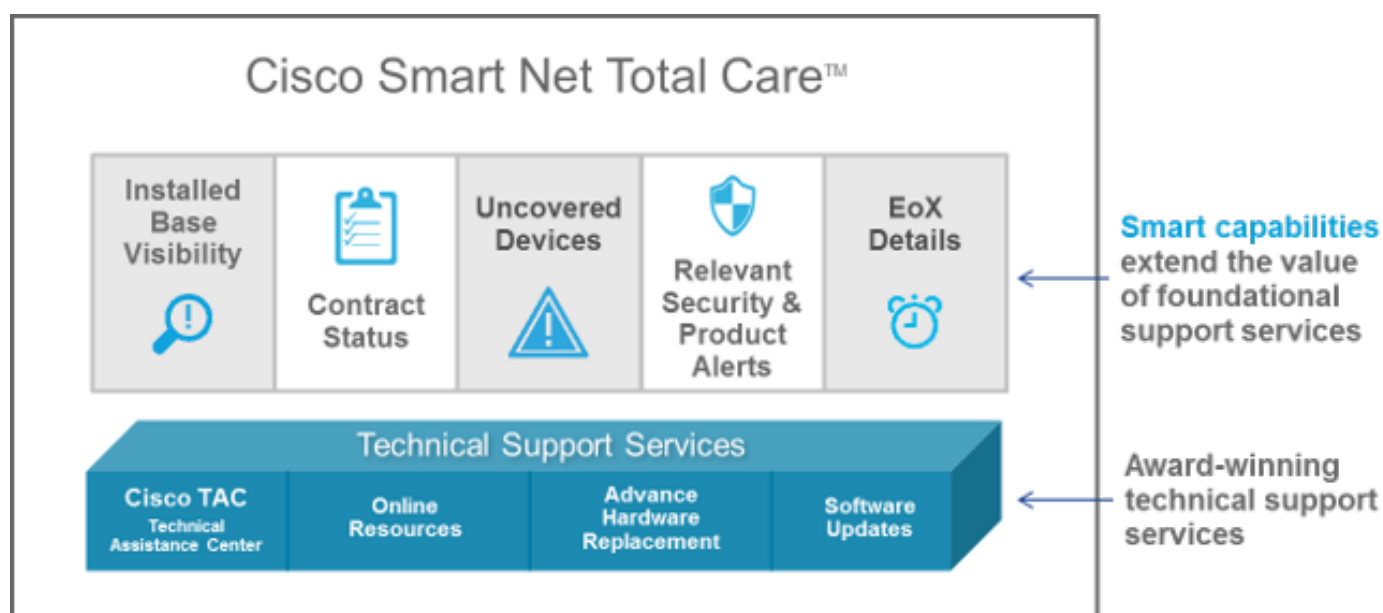 Cisco Smart Net Total Care™
Installed
Base
Visibility
Contract
Status
Uncovered
Devices
Relevant
Security &
Product
Alerts
EoX
Details
Smart capabilities
extend the value
of foundational
support services
Technical Support Services
Cisco TAC
Technical
Assistance Center
Online
Resources
Advance
Hardware
Replacement
Software
Updates
Award-winning
technical support
services